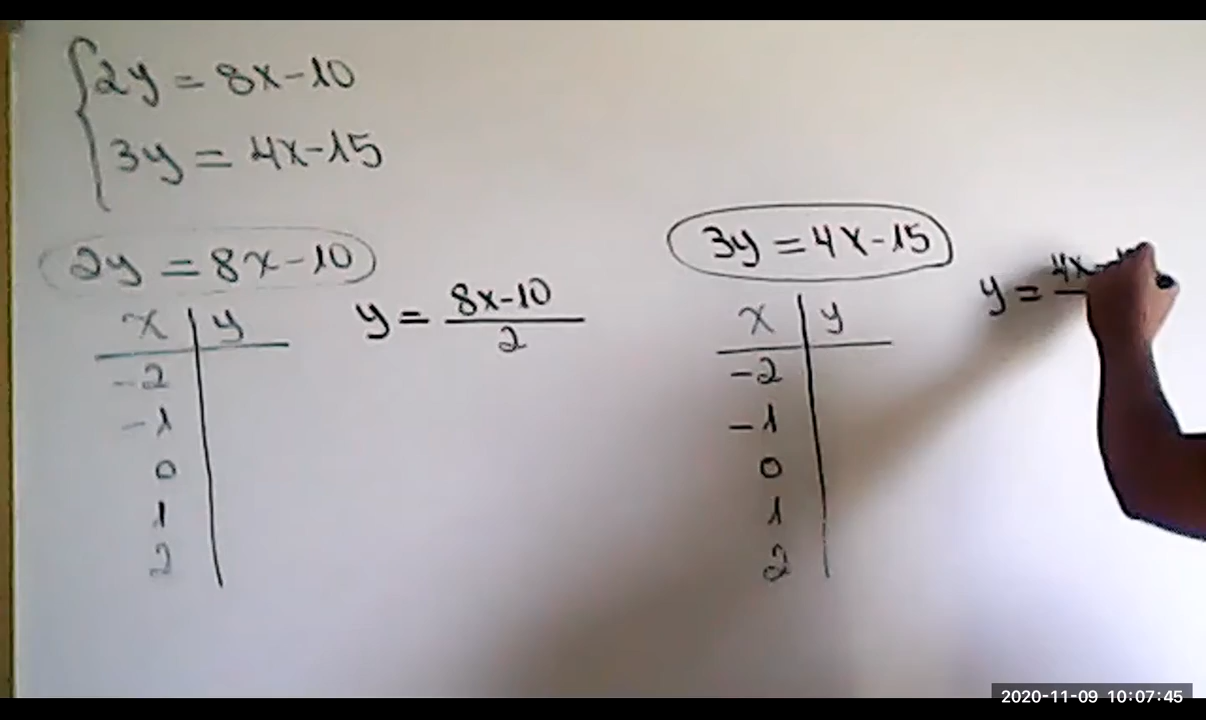 2y = 8x-10
3y = 4x-15
2y = 8x-10
x y
-2
-1
0
1
2
y = 8x-10
2
3y = 4x-15
x y
-2
-1
0
1
2
y = 4x-
2020-11-09 10:07:45